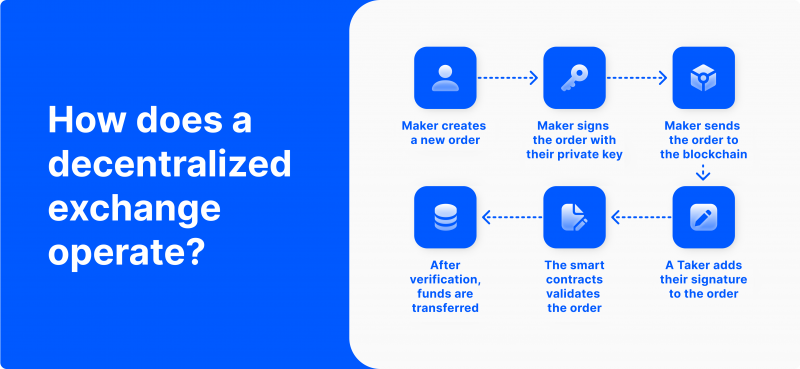 How does a
decentralized
exchange
operate?
Maker creates
a new order
Maker signs
the order with
their private key
Maker sends
the order to
the blockchain
A Taker adds
their signature
to the order
The smart
contracts
validates
the order
After
verification,
funds are
transferred